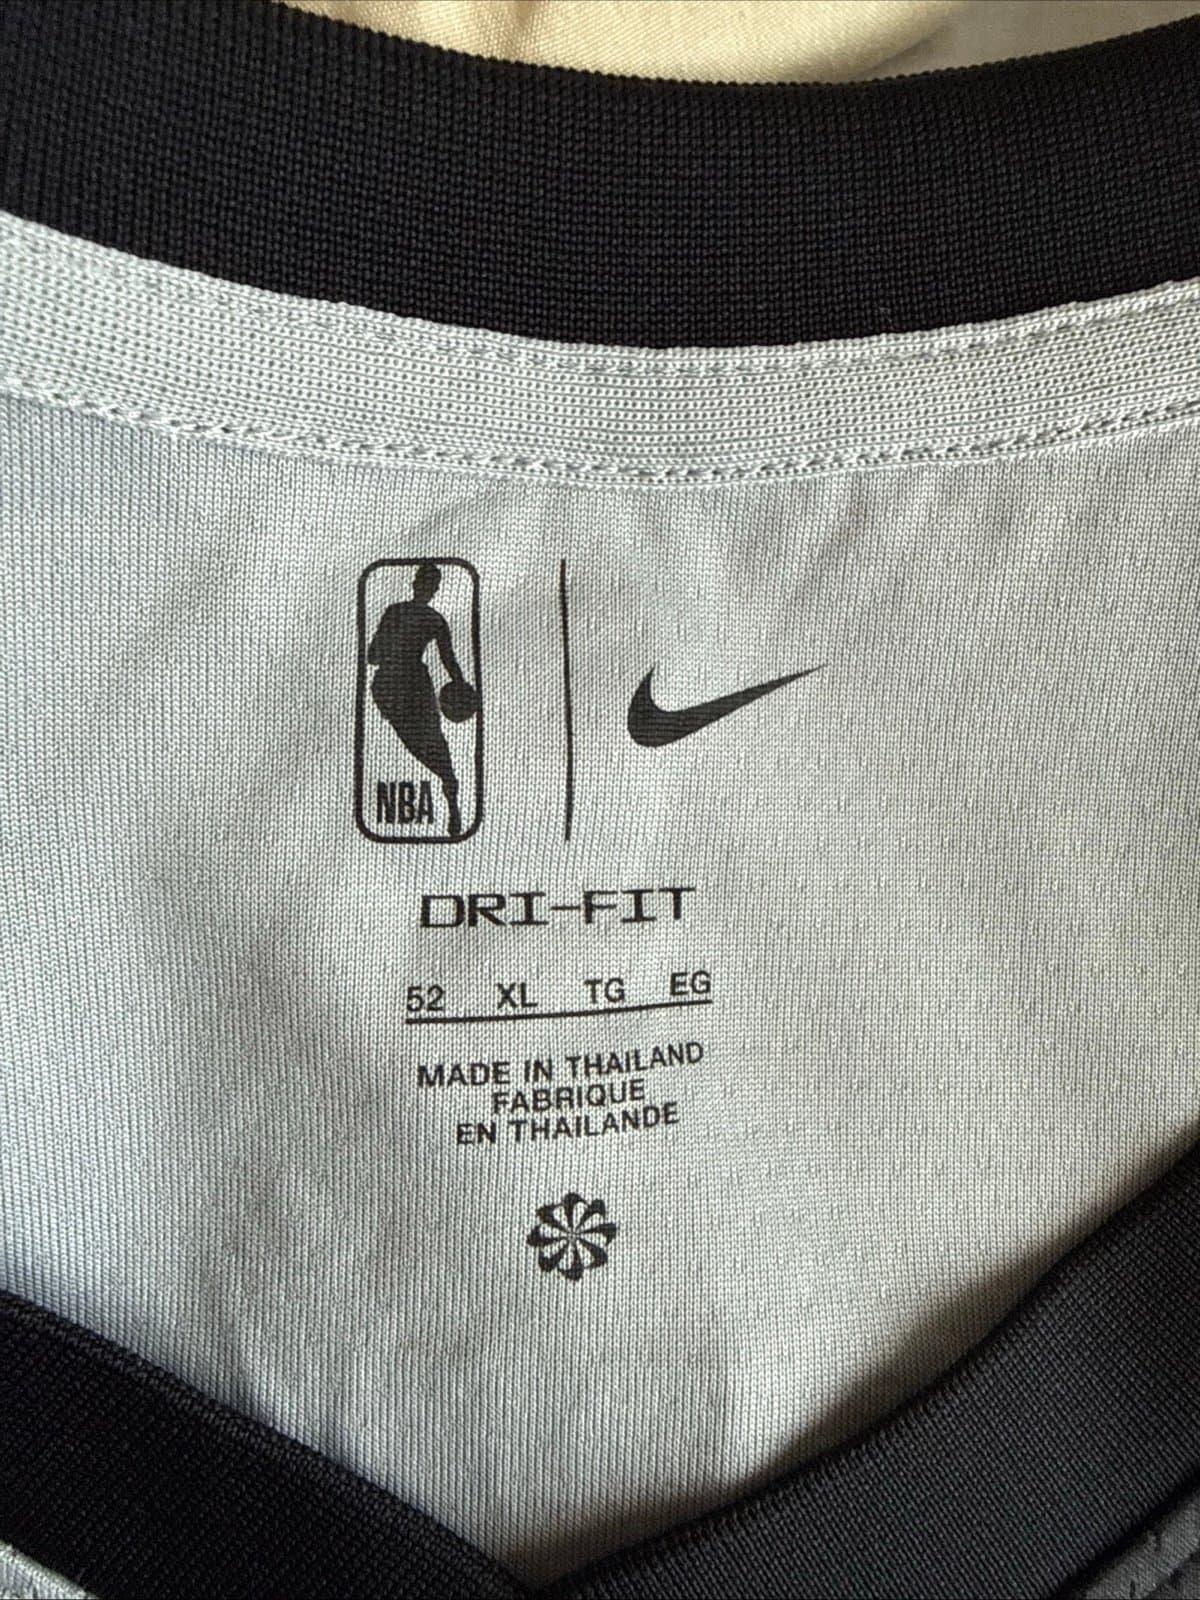 NBA
DRI-FIT
52 XL TG EG
MADE IN THAILAND
FABRIQUE
EN THAILANDE